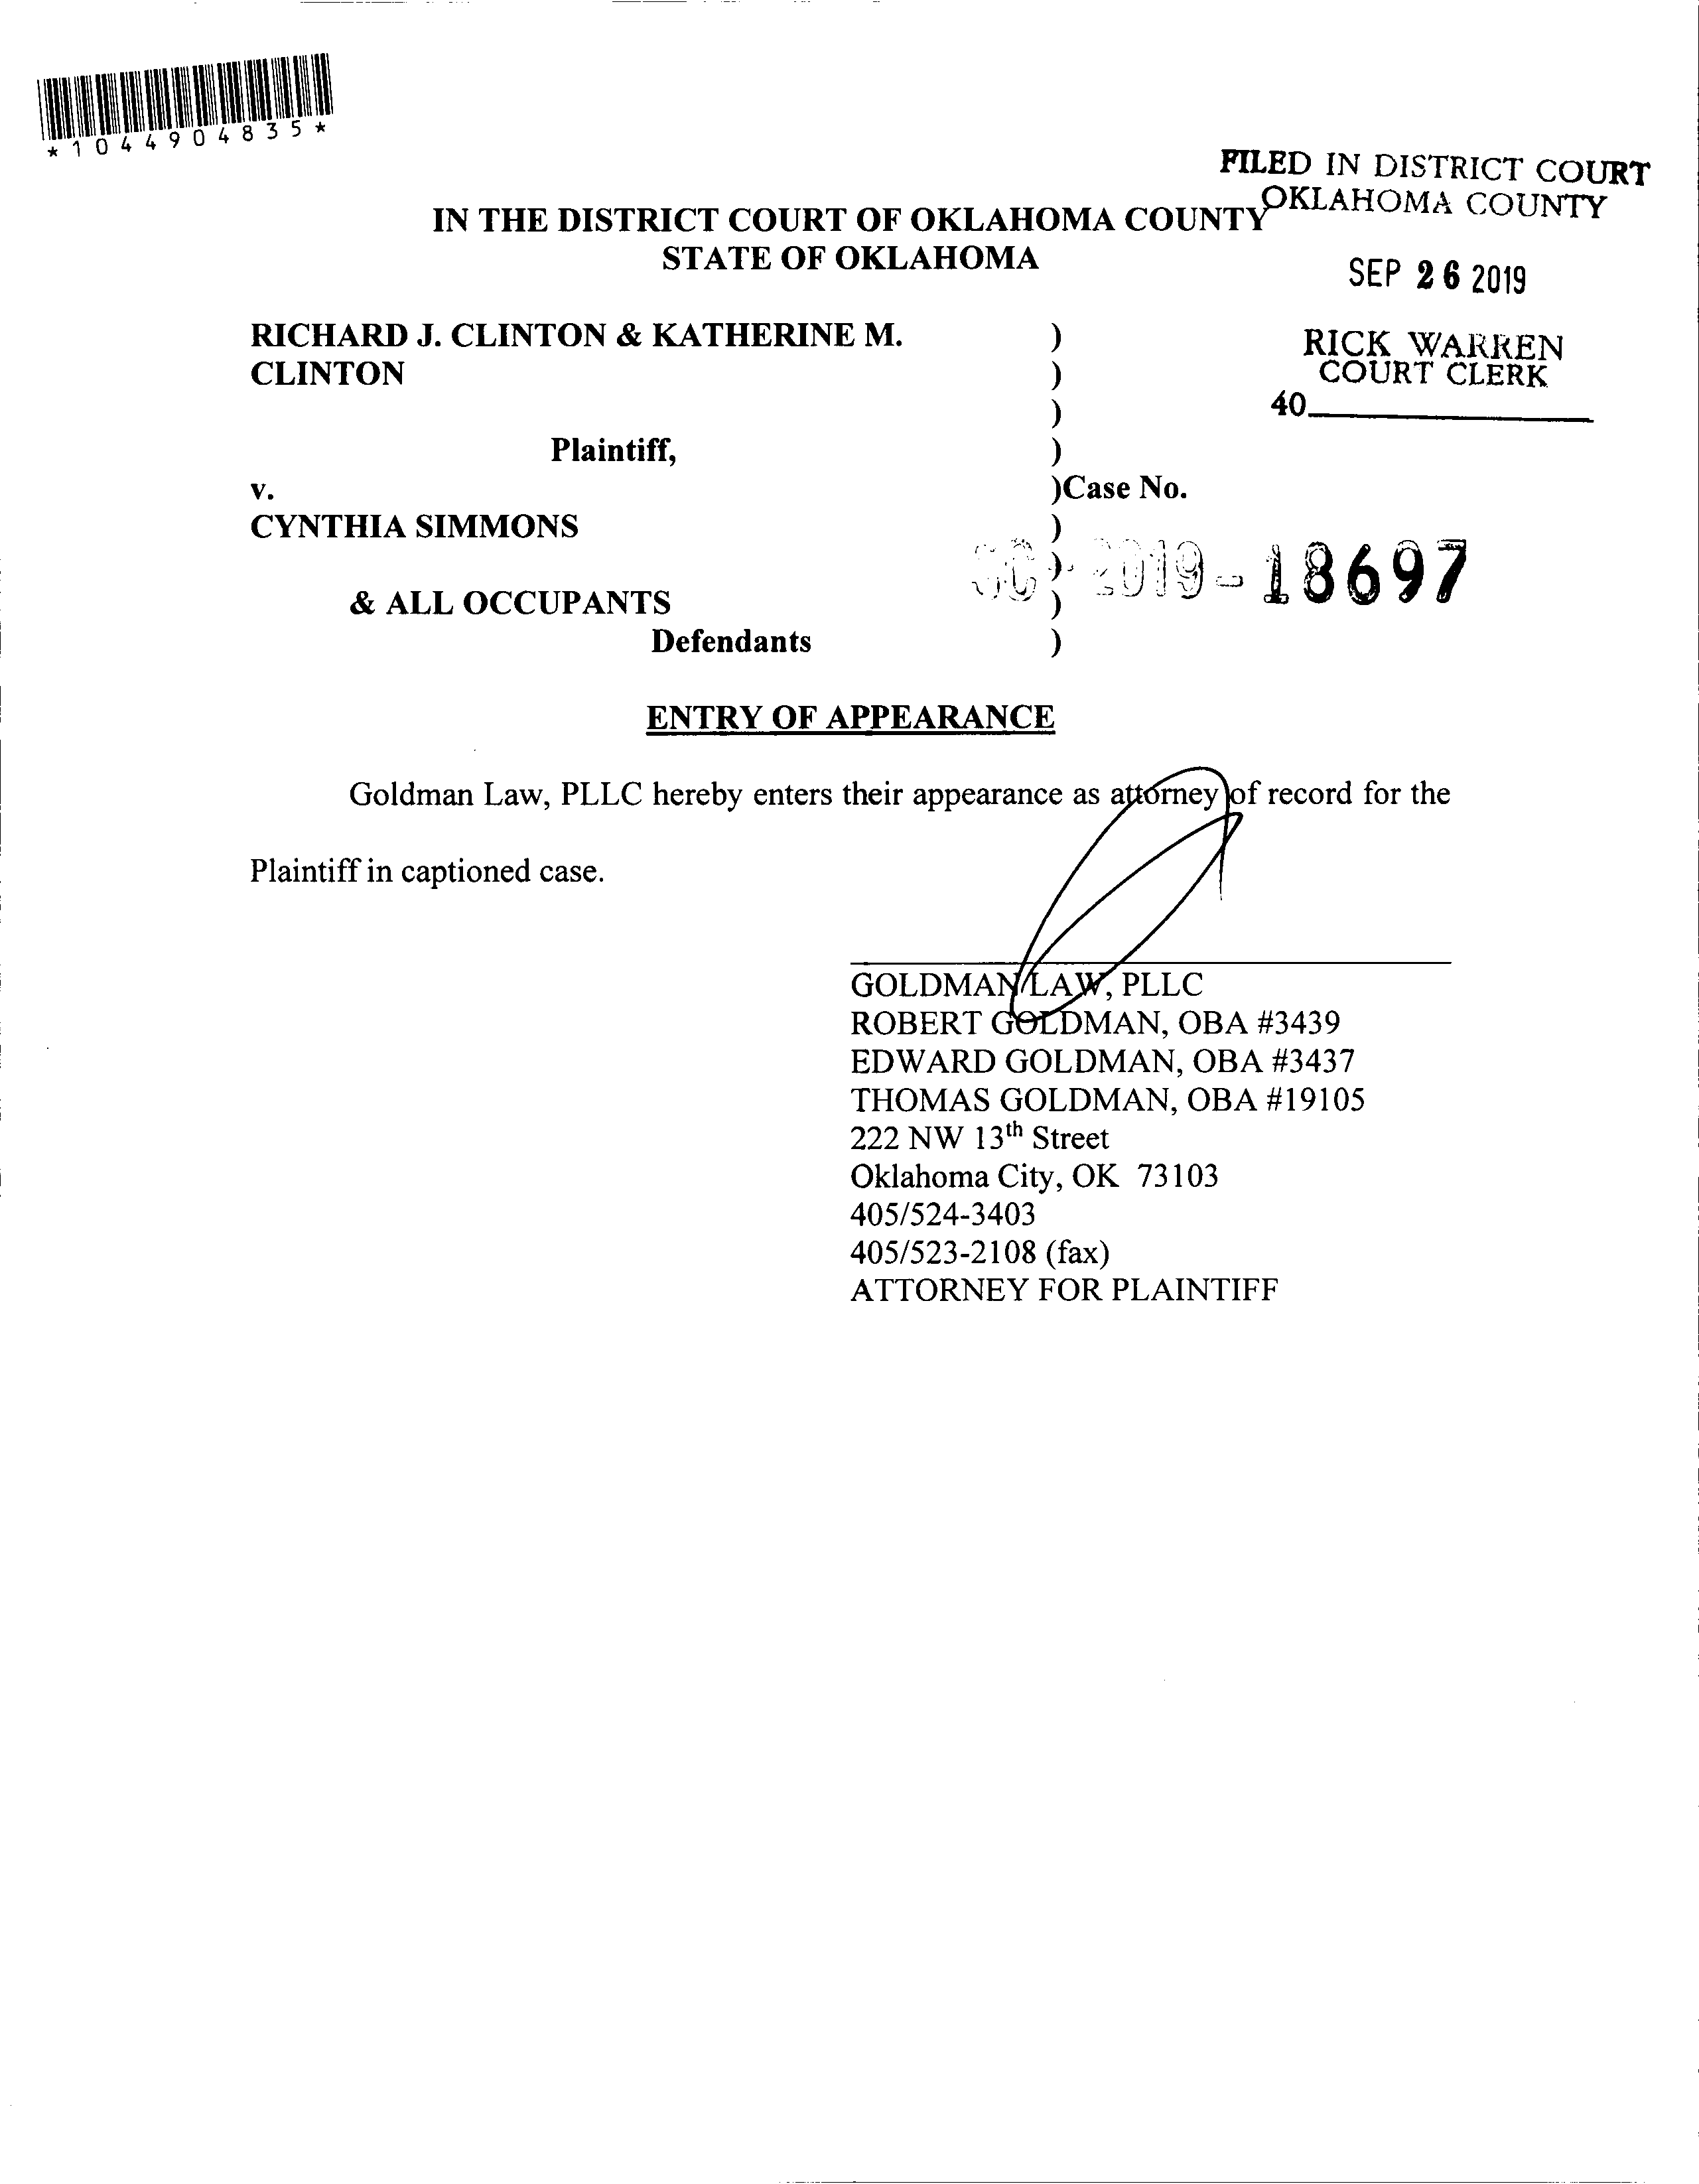 *1044904835*
FILED IN DISTRICT COURT
OKLAHOMA COUNTY
IN THE DISTRICT COURT OF OKLAHOMA COUNTY
STATE OF OKLAHOMA
SEP 26 2019
RICHARD J. CLINTON & KATHERINE M. )
CLINTON )
)
RICK WARREN
COURT CLERK
40
Plaintiff, )
v. )Case No.
CYNTHIA SIMMONS )
SC-2019-18697
)
& ALL OCCUPANTS )
Defendants )
ENTRY OF APPEARANCE
Goldman Law, PLLC hereby enters their appearance as attorney of record for the
Plaintiff in captioned case.
GOLDMAN LAW, PLLC
ROBERT GOLDMAN, OBA #3439
EDWARD GOLDMAN, OBA #3437
THOMAS GOLDMAN, OBA #19105
222 NW 13th Street
Oklahoma City, OK 73103
405/524-3403
405/523-2108 (fax)
ATTORNEY FOR PLAINTIFF